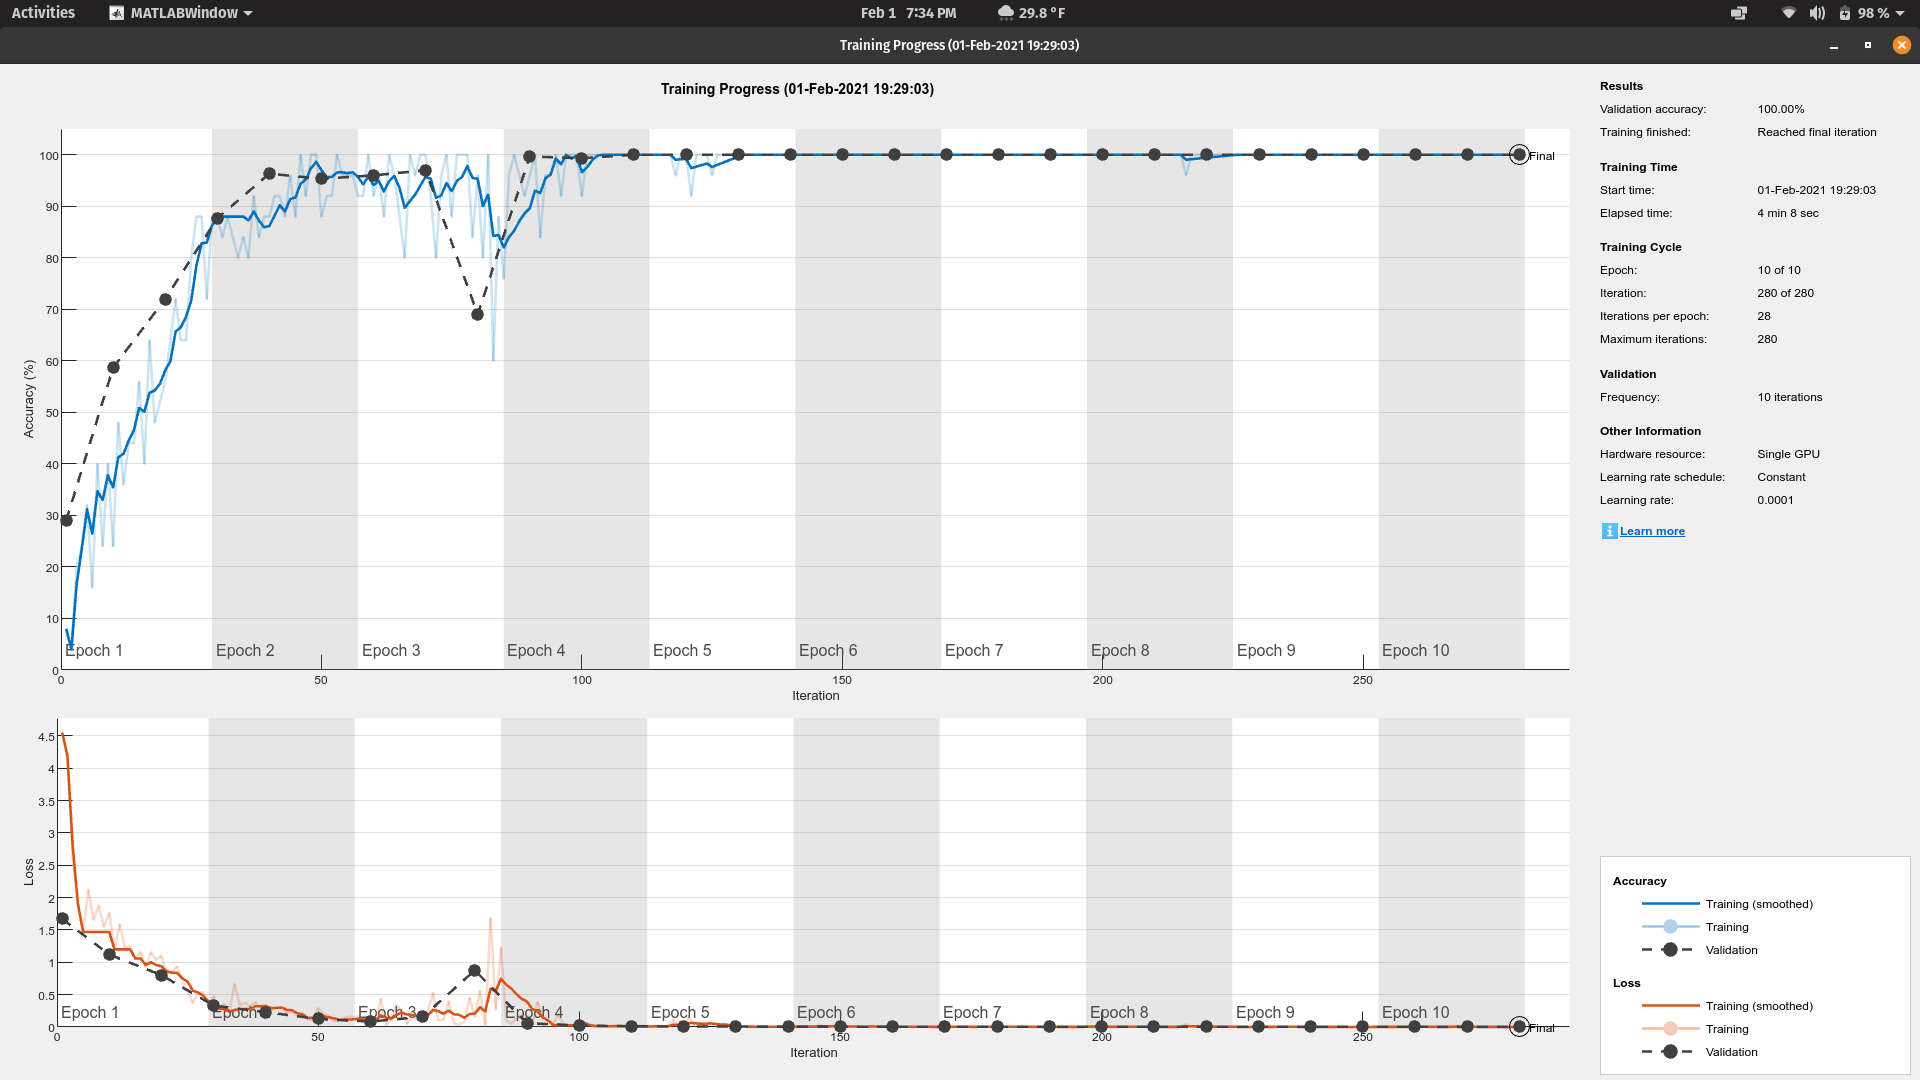 Activities MATLABWindow Feb 1 7:34 PM 29.8 °F 98 %
Training Progress (01-Feb-2021 19:29:03)
Training Progress (01-Feb-2021 19:29:03)
Accuracy (%)
100
90
80
70
60
50
40
30
20
10
0
Final
Epoch 1 Epoch 2 Epoch 3 Epoch 4 Epoch 5 Epoch 6 Epoch 7 Epoch 8 Epoch 9 Epoch 10
0 50 100 150 200 250
Iteration
Loss
4.5
4
3.5
3
2.5
2
1.5
1
0.5
0
Epoch 1 Epoch 2 Epoch 3 Epoch 4 Epoch 5 Epoch 6 Epoch 7 Epoch 8 Epoch 9 Epoch 10
Final
0 50 100 150 200 250
Iteration
Results
Validation accuracy: 100.00%
Training finished: Reached final iteration
Training Time
Start time: 01-Feb-2021 19:29:03
Elapsed time: 4 min 8 sec
Training Cycle
Epoch: 10 of 10
Iteration: 280 of 280
Iterations per epoch: 28
Maximum iterations: 280
Validation
Frequency: 10 iterations
Other Information
Hardware resource: Single GPU
Learning rate schedule: Constant
Learning rate: 0.0001
i Learn more
Accuracy
Training (smoothed)
Training
Validation
Loss
Training (smoothed)
Training
Validation